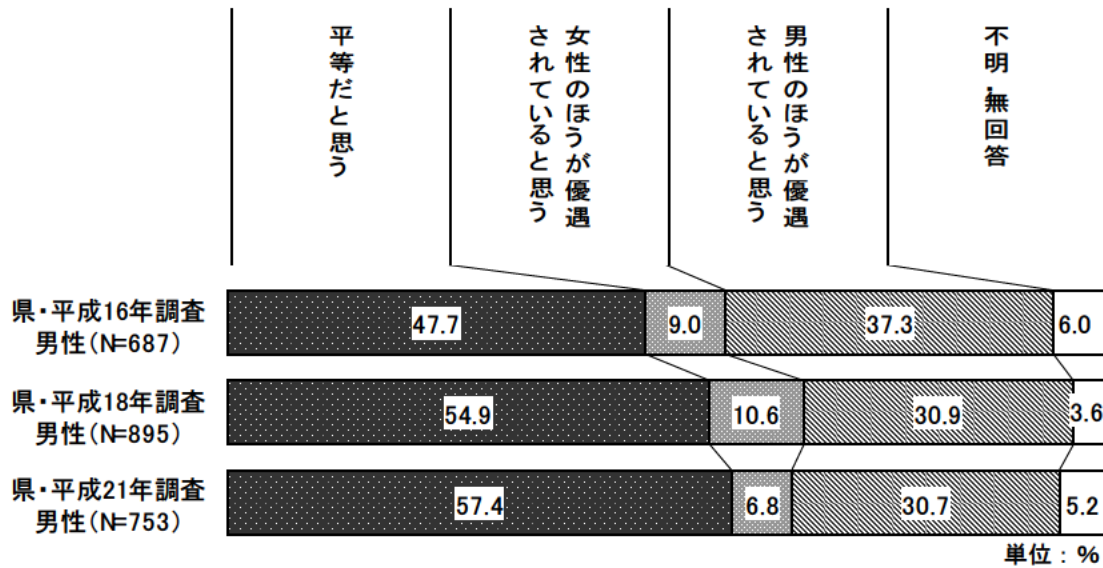 平等だと思う
女性のほうが優遇
されていると思う
男性のほうが優遇
されていると思う
不明・無回答
県・平成16年調査
男性(N=687)
47.7
9.0
37.3
6.0
県・平成18年調査
男性(N=895)
54.9
10.6
30.9
3.6
県・平成21年調査
男性(N=753)
57.4
6.8
30.7
5.2
単位:%